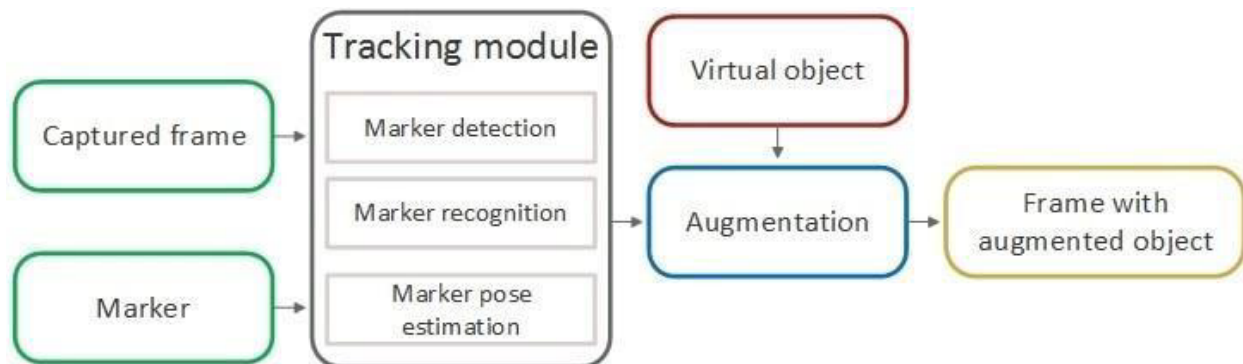 Tracking module
Captured frame
Marker
Marker detection
Marker recognition
Marker pose
estimation
Virtual object
Augmentation
Frame with
augmented object